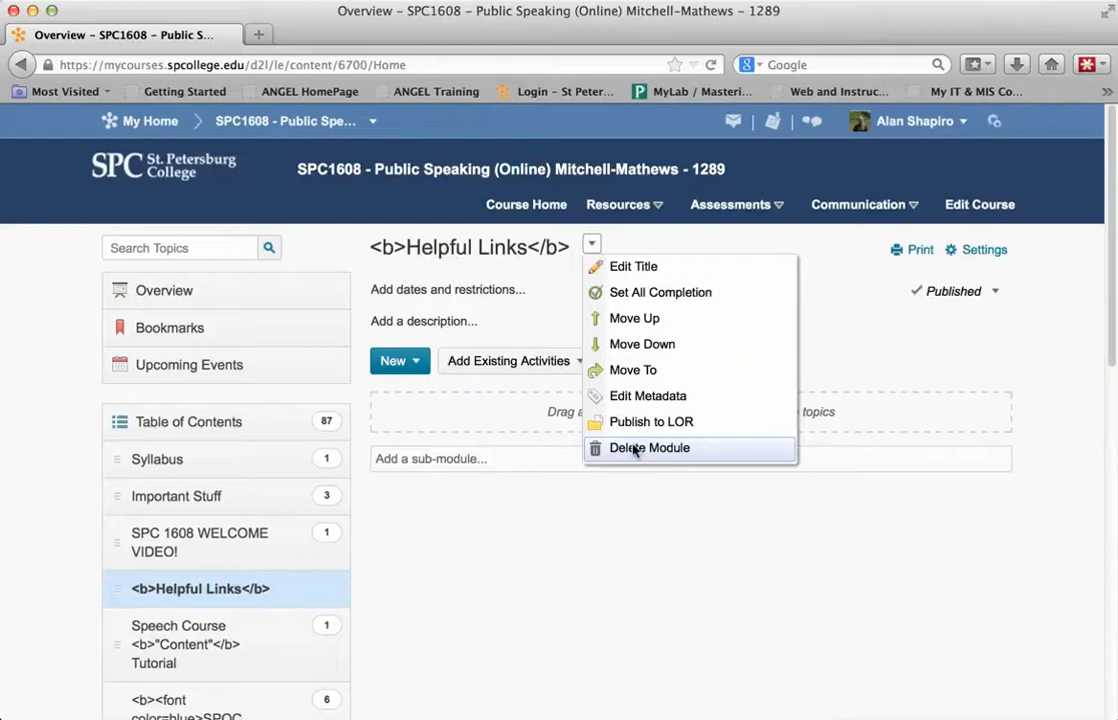 Overview – SPC1608 - Public Speaking (Online) Mitchell-Mathews - 1289
Overview – SPC1608 - Public S...
https://mycourses.spcollege.edu/d2l/le/content/6700/Home
Google
Most Visited
Getting Started
ANGEL HomePage
ANGEL Training
Login – St Peter...
MyLab / Masteri...
Web and Instruc...
My IT & MIS Co...
My Home
SPC1608 - Public Spe...
Alan Shapiro
SPC St. Petersburg
College
SPC1608 - Public Speaking (Online) Mitchell-Mathews - 1289
Course Home
Resources
Assessments
Communication
Edit Course
Search Topics
<b>Helpful Links</b>
Print
Settings
Edit Title
Set All Completion
Move Up
Move Down
Move To
Edit Metadata
Publish to LOR
Delete Module
Add dates and restrictions...
Published
Add a description...
New
Add Existing Activities
Drag
topics
Add a sub-module...
Overview
Bookmarks
Upcoming Events
Table of Contents 87
Syllabus 1
Important Stuff 3
SPC 1608 WELCOME 1
VIDEO!
<b>Helpful Links</b>
Speech Course 1
<b>"Content"</b>
Tutorial
<b><font 6
color=blue>SPOC